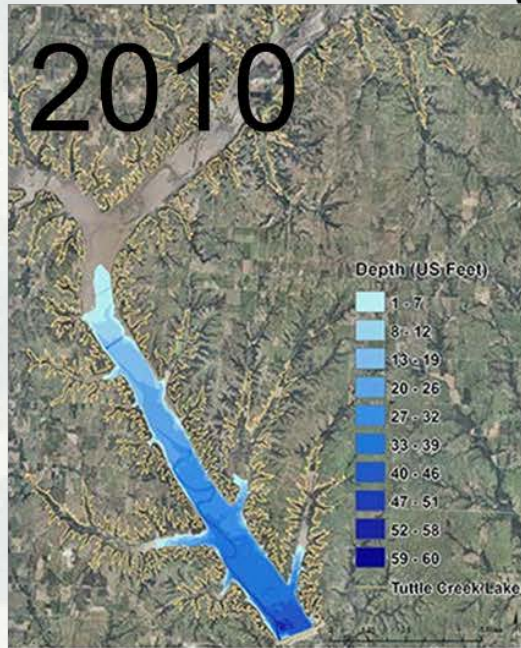 2010
Depth (US Feet)
1 - 7
8 - 12
13 - 19
20 - 26
27 - 32
33 - 39
40 - 46
47 - 51
52 - 58
59 - 60
Tuttle Creek Lake